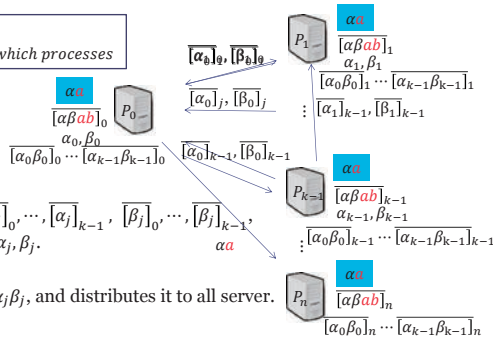 which processes
αa
[αβab]₀
α₀, β₀
[α₀β₀]₀ ⋯ [αₖ₋₁βₖ₋₁]₀
P₀
[β₁]₀
[α₀]ⱼ, [β₀]ⱼ
[α₀]ₖ₋₁, [β₀]ₖ₋₁
P₁
αa
[αβab]₁
α₁, β₁
[α₀β₀]₁ ⋯ [αₖ₋₁βₖ₋₁]₁
⋮ [α₁]ₖ₋₁, [β₁]ₖ₋₁
αa
Pₖ₋₁
[αβab]ₖ₋₁
αₖ₋₁, βₖ₋₁
⋮ [α₀β₀]ₖ₋₁ ⋯ [αₖ₋₁βₖ₋₁]ₖ₋₁
]₀, ⋯, [αⱼ]ₖ₋₁ , [βⱼ]₀, ⋯, [βⱼ]ₖ₋₁,
αⱼ, βⱼ.
αa
αⱼβⱼ, and distributes it to all server.
αa
Pₙ
[αβab]ₙ
[α₀β₀]ₙ ⋯ [αₖ₋₁βₖ₋₁]ₙ